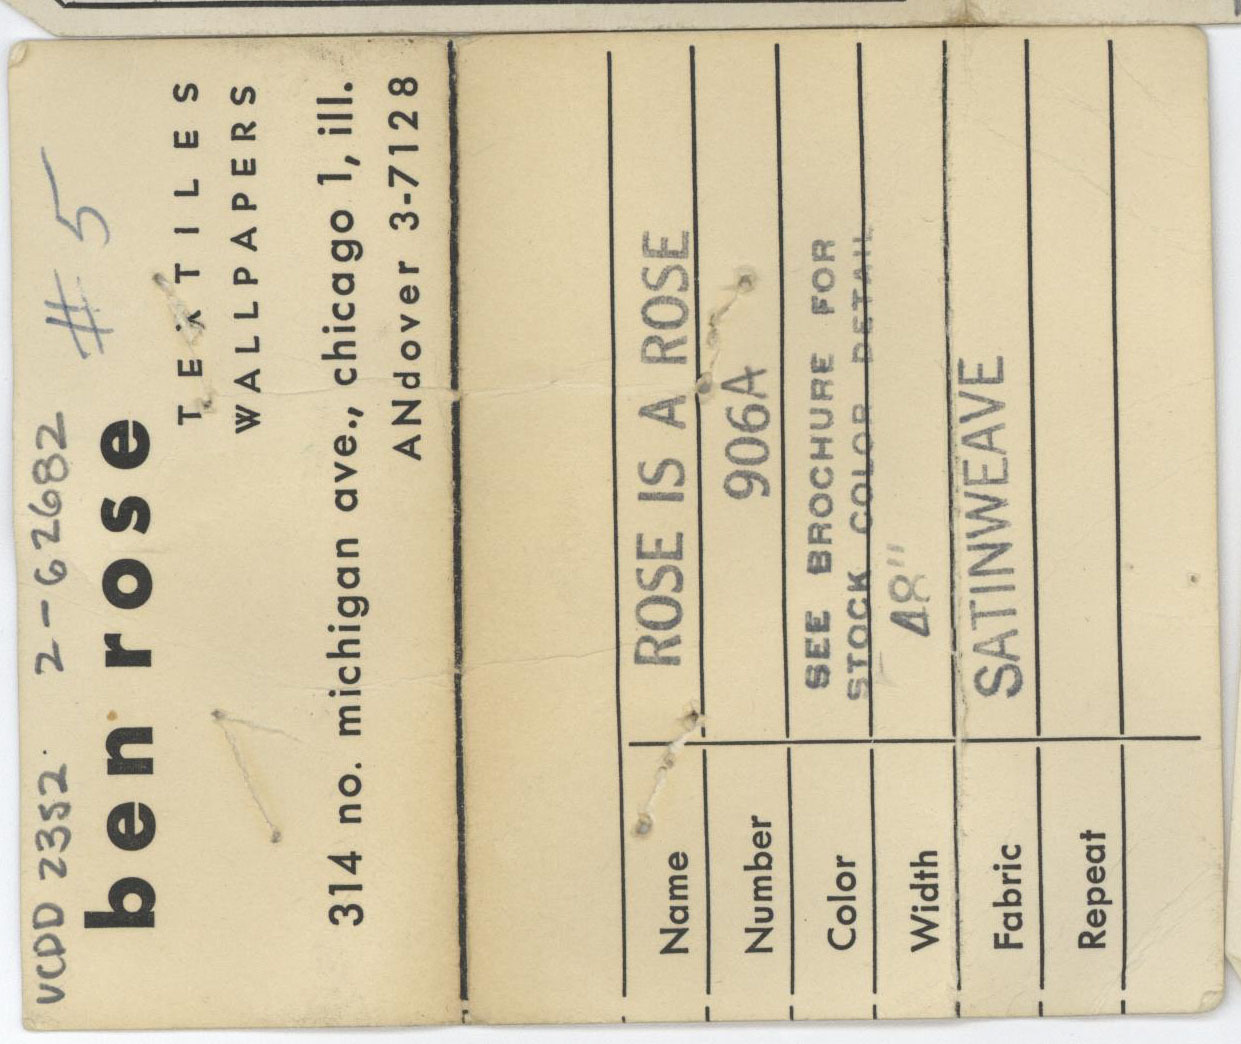 VCDD 2352. 2-62682
# 5
ben rose
TEXTILES
WALLPAPERS
314 no. michigan ave., chicago 1, ill.
ANdover 3-7128
Name ROSE IS A ROSE
Number 906A
Color SEE BROCHURE FOR
STOCK COLOR DETAIL
Width 48"
Fabric SATINWEAVE
Repeat